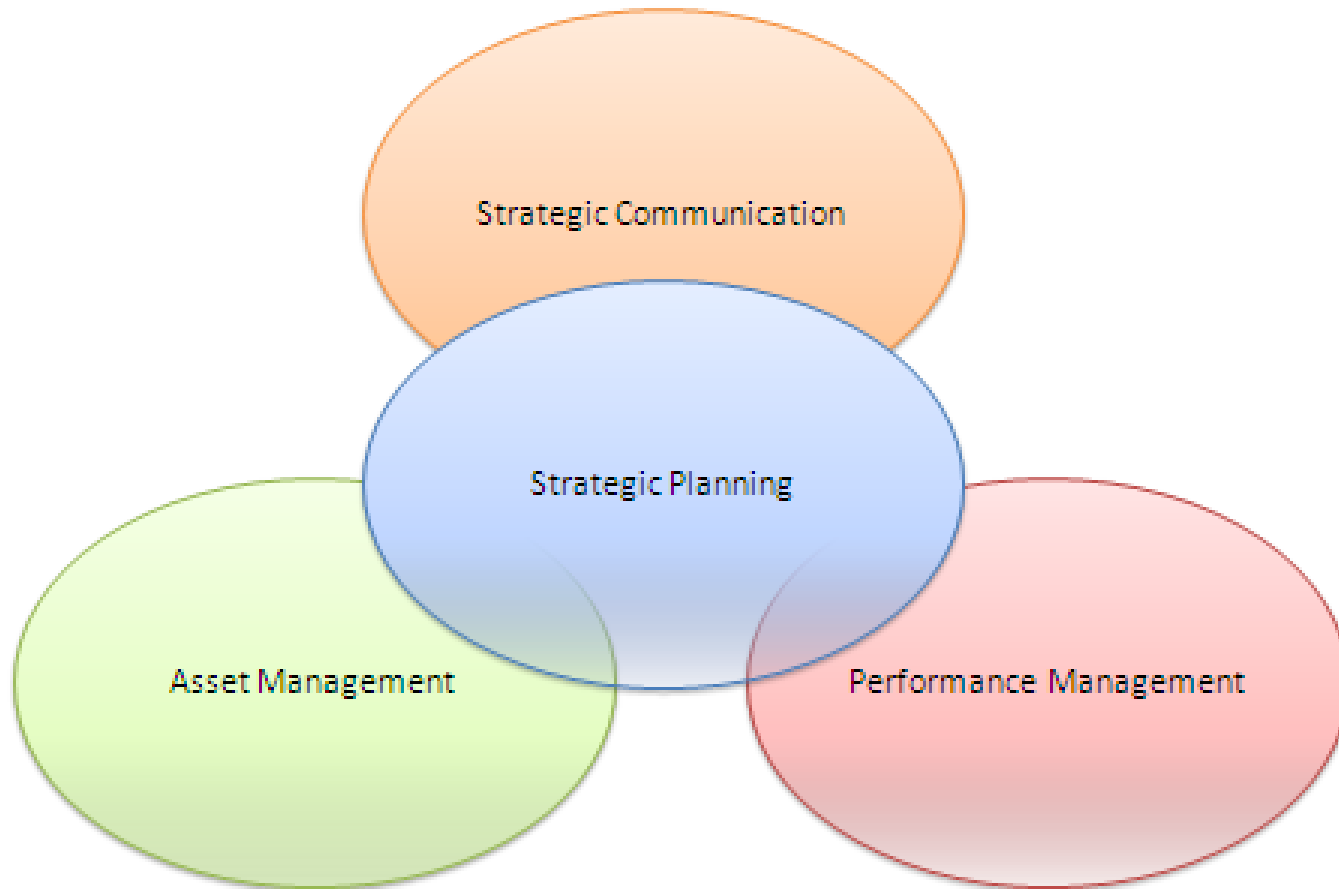 Strategic Communication
Strategic Planning
Asset Management
Performance Management